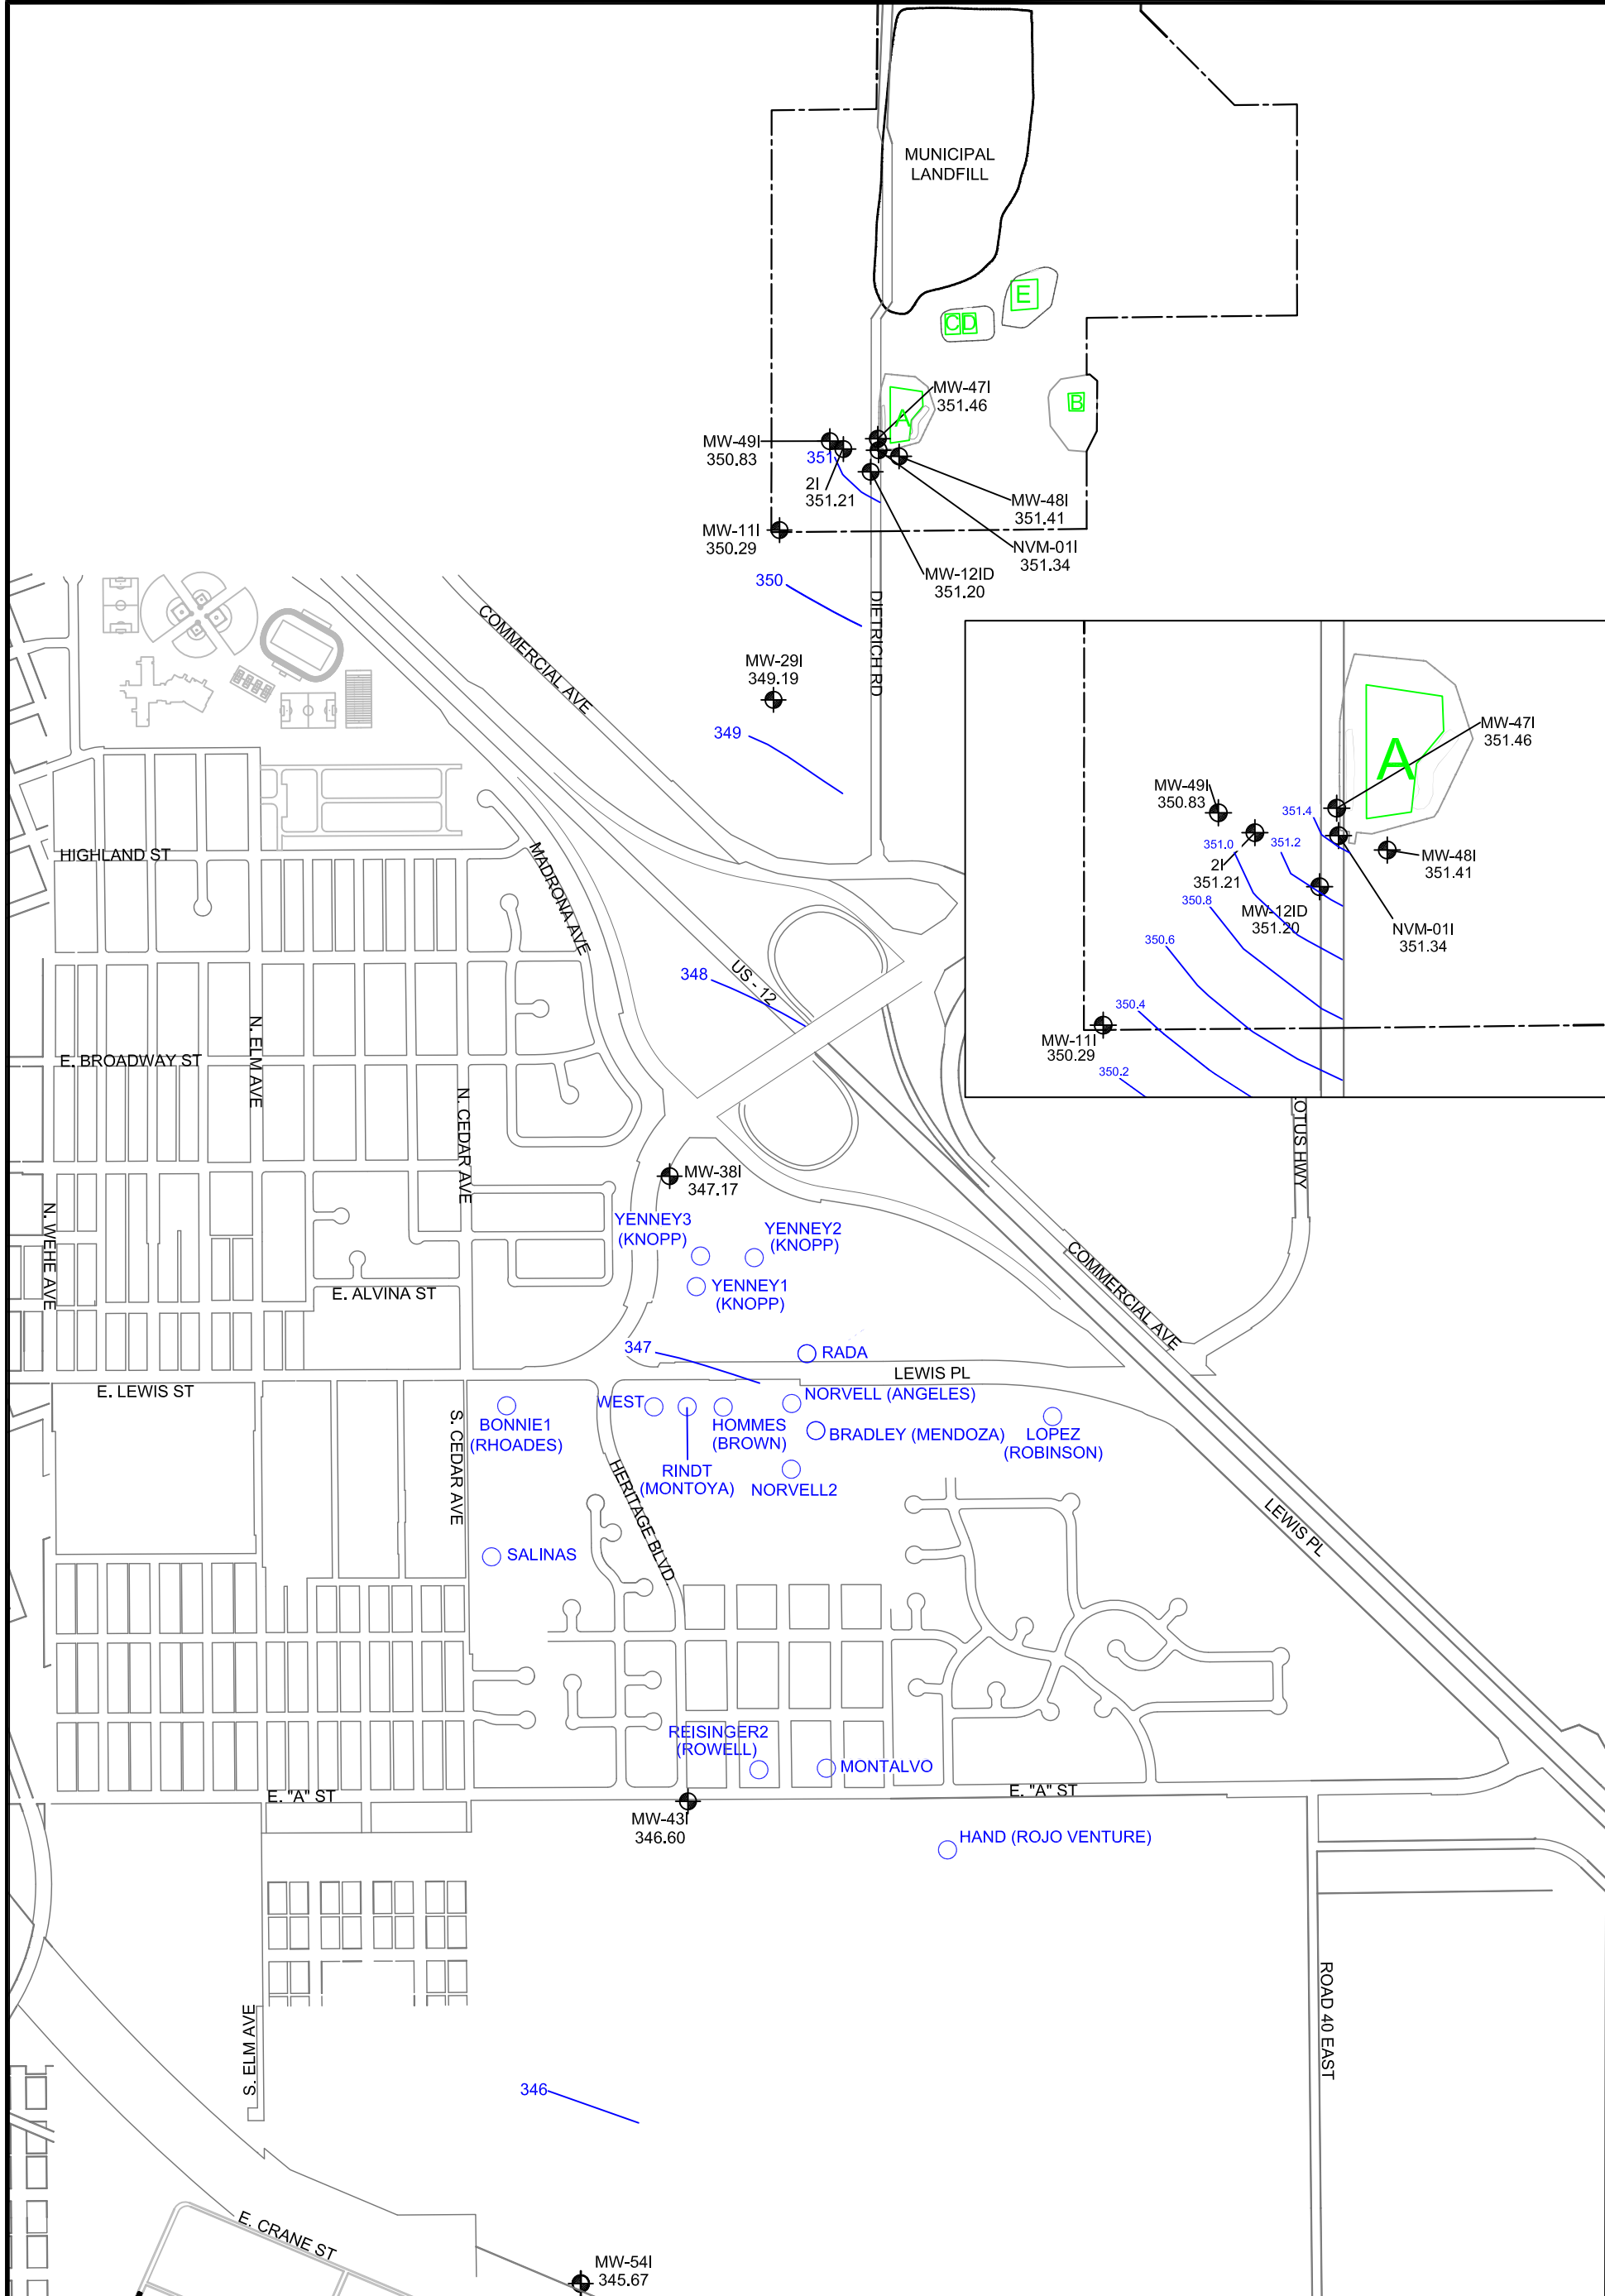 MUNICIPAL
LANDFILL
E
C D
B
A
MW-47I
351.46
MW-49I
350.83
351
2I
351.21
MW-48I
351.41
MW-11I
350.29
NVM-01I
351.34
MW-12ID
351.20
350
DIETRICH RD
COMMERCIAL AVE
MW-29I
349.19
349
MW-47I
351.46
A
MW-49I
350.83
351.4
351.0
351.2
2I
351.21
MW-48I
351.41
350.8
MW-12ID
351.20
NVM-01I
351.34
350.6
350.4
MW-11I
350.29
350.2
HIGHLAND ST
MADRONA AVE
348
US - 12
N. ELM AVE
E. BROADWAY ST
N. CEDAR AVE
OTUS HWY
MW-38I
347.17
N. WEHE AVE
YENNEY3
(KNOPP)
YENNEY2
(KNOPP)
YENNEY1
(KNOPP)
E. ALVINA ST
COMMERCIAL AVE
347
RADA
LEWIS PL
E. LEWIS ST
WEST
NORVELL (ANGELES)
BONNIE1
(RHOADES)
HOMMES
(BROWN)
BRADLEY (MENDOZA)
LOPEZ
(ROBINSON)
S. CEDAR AVE
RINDT
(MONTOYA)
NORVELL2
HERITAGE BLVD.
LEWIS PL
SALINAS
REISINGER2
(ROWELL)
MONTALVO
E. "A" ST
E. "A" ST
MW-43I
346.60
HAND (ROJO VENTURE)
ROAD 40 EAST
S. ELM AVE
346
E. CRANE ST
MW-54I
345.67